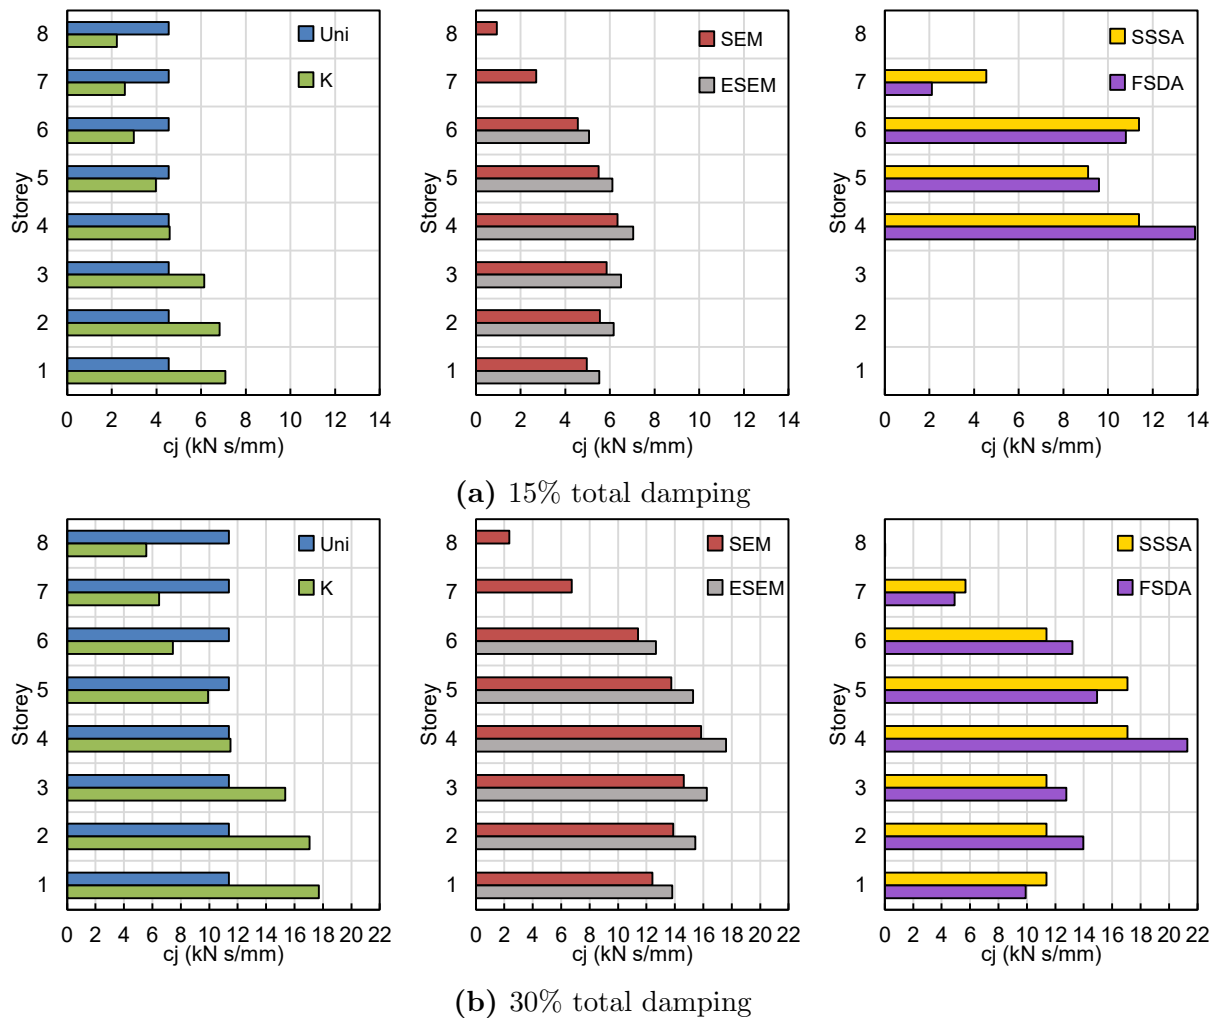 Storey
8
7
6
5
4
3
2
1
Uni
K
0 2 4 6 8 10 12 14
cj (kN s/mm)
Storey
8
7
6
5
4
3
2
1
SEM
ESEM
0 2 4 6 8 10 12 14
cj (kN s/mm)
Storey
8
7
6
5
4
3
2
1
SSSA
FSDA
0 2 4 6 8 10 12 14
cj (kN s/mm)
(a) 15% total damping
Storey
8
7
6
5
4
3
2
1
Uni
K
0 2 4 6 8 10 12 14 16 18 20 22
cj (kN s/mm)
Storey
8
7
6
5
4
3
2
1
SEM
ESEM
0 2 4 6 8 10 12 14 16 18 20 22
cj (kN s/mm)
Storey
8
7
6
5
4
3
2
1
SSSA
FSDA
0 2 4 6 8 10 12 14 16 18 20 22
cj (kN s/mm)
(b) 30% total damping